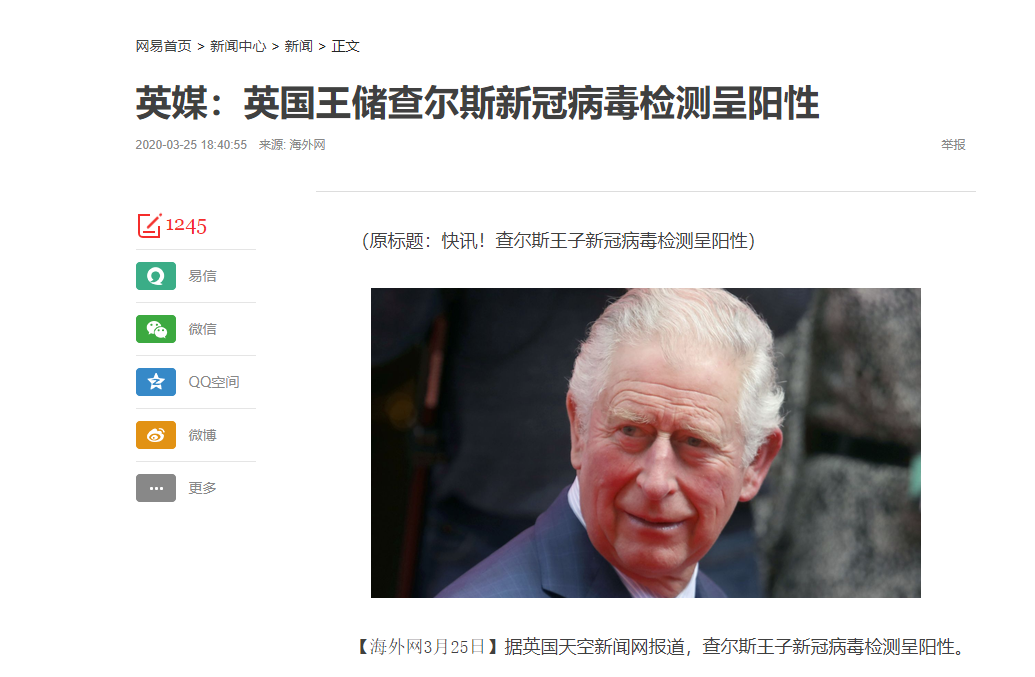 网易首页 > 新闻中心 > 新闻 > 正文
英媒：英国王储查尔斯新冠病毒检测呈阳性
2020-03-25 18:40:55 来源: 海外网 举报
1245
（原标题：快讯！查尔斯王子新冠病毒检测呈阳性）
易信
微信
QQ空间
微博
更多
【海外网3月25日】据英国天空新闻网报道，查尔斯王子新冠病毒检测呈阳性。